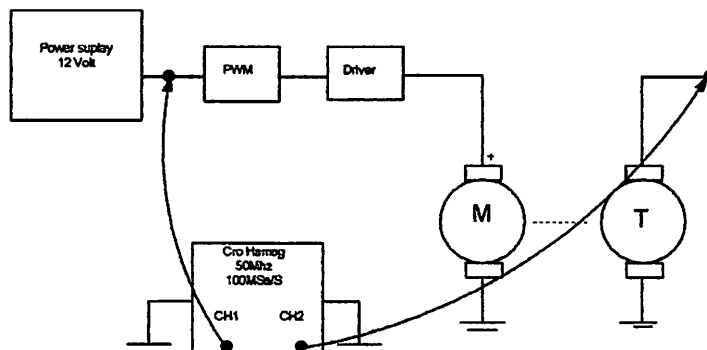 Power suplay
12 Volt
PWM
Driver
+
M
T
Cro Hameg
50Mhz
100MSa/S
CH1
CH2